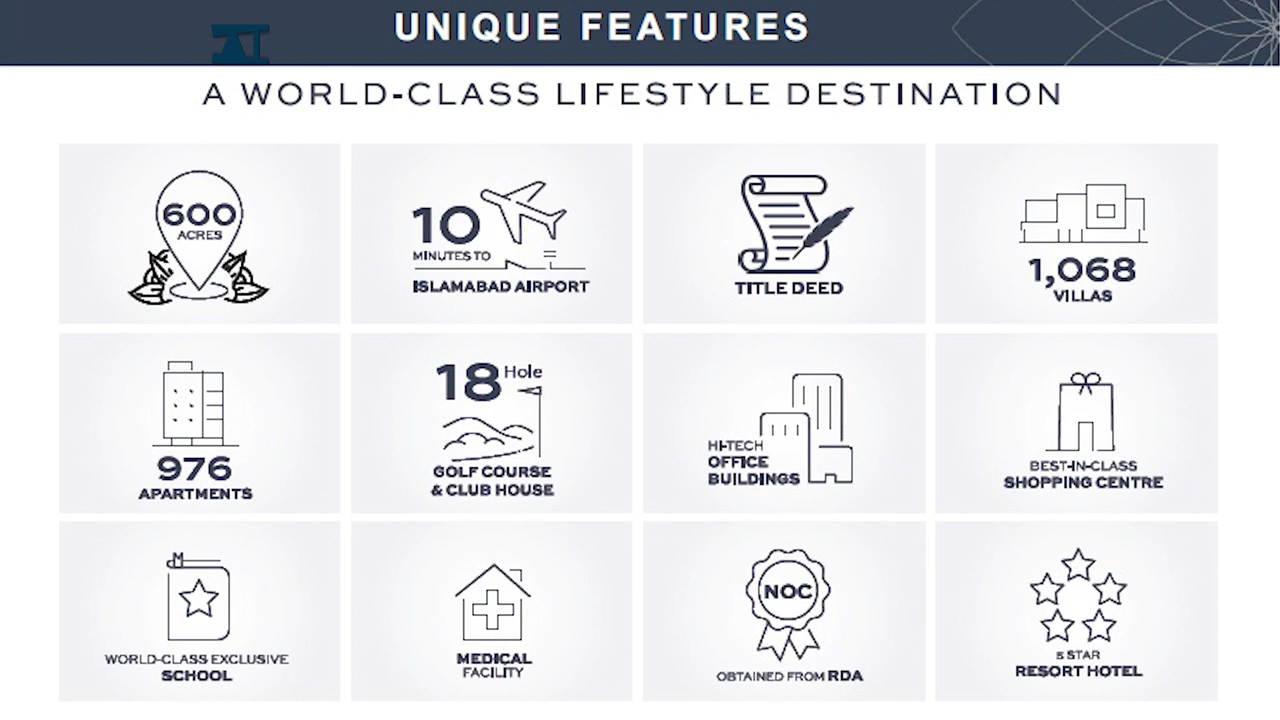 UNIQUE FEATURES
A WORLD-CLASS LIFESTYLE DESTINATION
600
ACRES
10
MINUTES TO
ISLAMABAD AIRPORT
TITLE DEED
1,068
VILLAS
976
APARTMENTS
18 Hole
GOLF COURSE
& CLUB HOUSE
HI-TECH
OFFICE
BUILDINGS
BEST-IN-CLASS
SHOPPING CENTRE
WORLD-CLASS EXCLUSIVE
SCHOOL
MEDICAL
FACILITY
NOC
OBTAINED FROM RDA
5 STAR
RESORT HOTEL